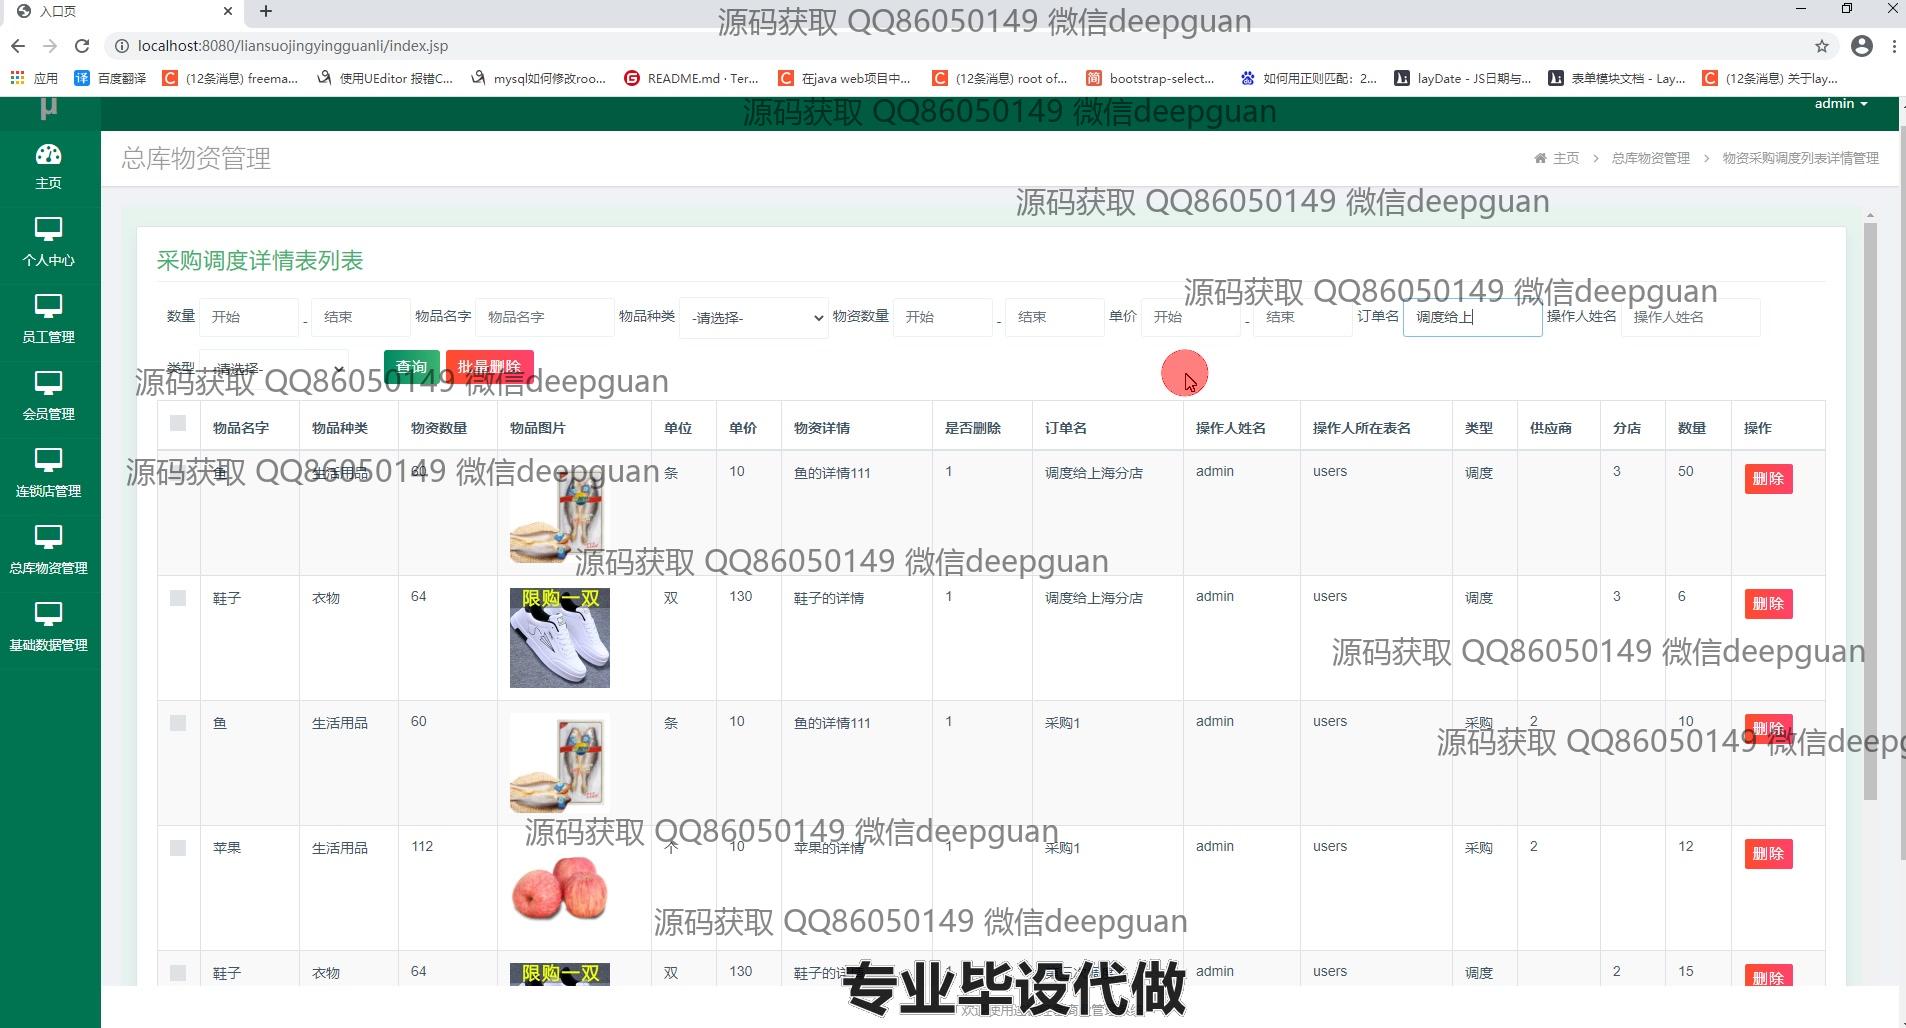 入口页
源码获取 QQ86050149 微信deepguan
localhost:8080/liansuojingyingguanli/index.jsp
应用 百度翻译 (12条消息) freema... 使用UEditor 报错C... mysql如何修改roo... README.md · Ter... 在java web项目中... (12条消息) root of... bootstrap-select... 如何用正则匹配：2... layDate - JS日期与... 表单模块文档 - Lay... (12条消息) 关于lay...
μ
源码获取 QQ86050149 微信deepguan
admin
总库物资管理
主页 > 总库物资管理 > 物资采购调度列表详情管理
主页
个人中心
员工管理
会员管理
连锁店管理
总库物资管理
基础数据管理
源码获取 QQ86050149 微信deepguan
采购调度详情表列表
源码获取 QQ86050149 微信deepguan
数量 开始 - 结束 物品名字 物品名字 物品种类 -请选择- 物资数量 开始 - 结束 单价 开始 - 结束 订单名 调度给上 操作人姓名 操作人姓名
类型 -请选择- 查询 批量删除
源码获取 QQ86050149 微信deepguan
物品名字 物品种类 物资数量 物品图片 单位 单价 物资详情 是否删除 订单名 操作人姓名 操作人所在表名 类型 供应商 分店 数量 操作
鱼 生活用品 60 条 10 鱼的详情111 1 调度给上海分店 admin users 调度 3 50 删除
源码获取 QQ86050149 微信deepguan
源码获取 QQ86050149 微信deepguan
鞋子 衣物 64 限购一双 双 130 鞋子的详情 1 调度给上海分店 admin users 调度 3 6 删除
源码获取 QQ86050149 微信deepguan
鱼 生活用品 60 条 10 鱼的详情111 1 采购1 admin users 采购 2 10 删除
源码获取 QQ86050149 微信deepg
源码获取 QQ86050149 微信deepguan
苹果 生活用品 112 个 10 苹果的详情 1 采购1 admin users 采购 2 12 删除
源码获取 QQ86050149 微信deepguan
鞋子 衣物 64 限购一双 双 130 鞋子的详 admin users 调度 2 15 删除
专业毕设代做